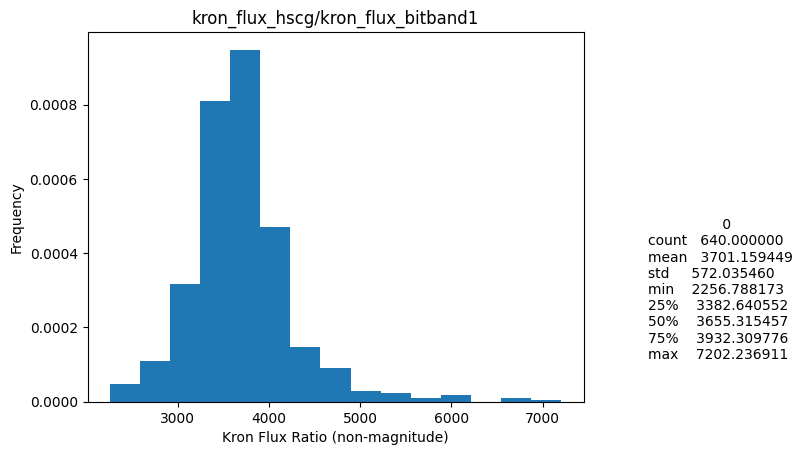 kron_flux_hscg/kron_flux_bitband1
0.0008
0.0006
0.0004
0.0002
0.0000
Frequency
3000 4000 5000 6000 7000
Kron Flux Ratio (non-magnitude)
0
count 640.000000
mean 3701.159449
std 572.035460
min 2256.788173
25% 3382.640552
50% 3655.315457
75% 3932.309776
max 7202.236911